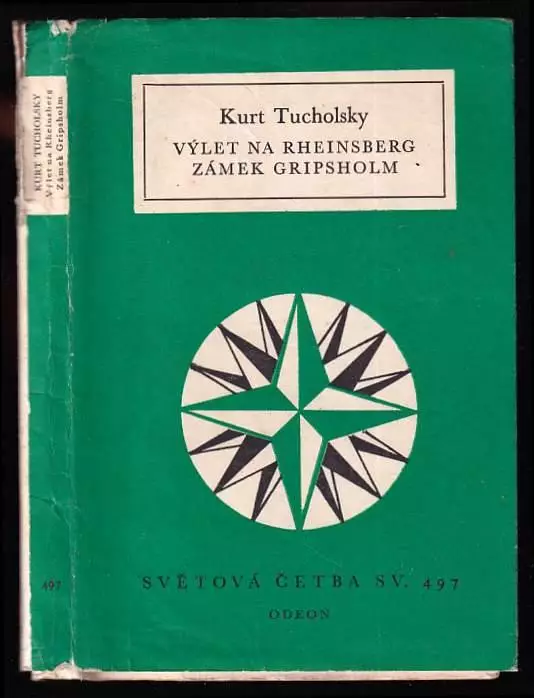 KURT TUCHOLSKY
Výlet na Rheinsberg
Zámek Gripsholm
497
Kurt Tucholsky
VÝLET NA RHEINSBERG
ZÁMEK GRIPSHOLM
SVĚTOVÁ ČETBA SV. 497
ODEON